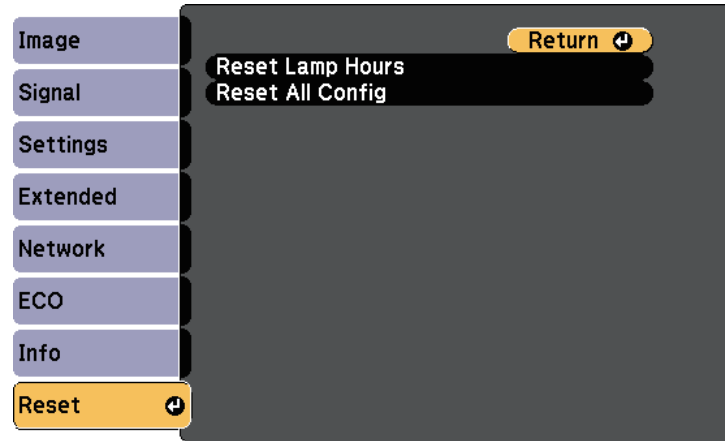 Image
Signal
Settings
Extended
Network
ECO
Info
Reset
Return
Reset Lamp Hours
Reset All Config